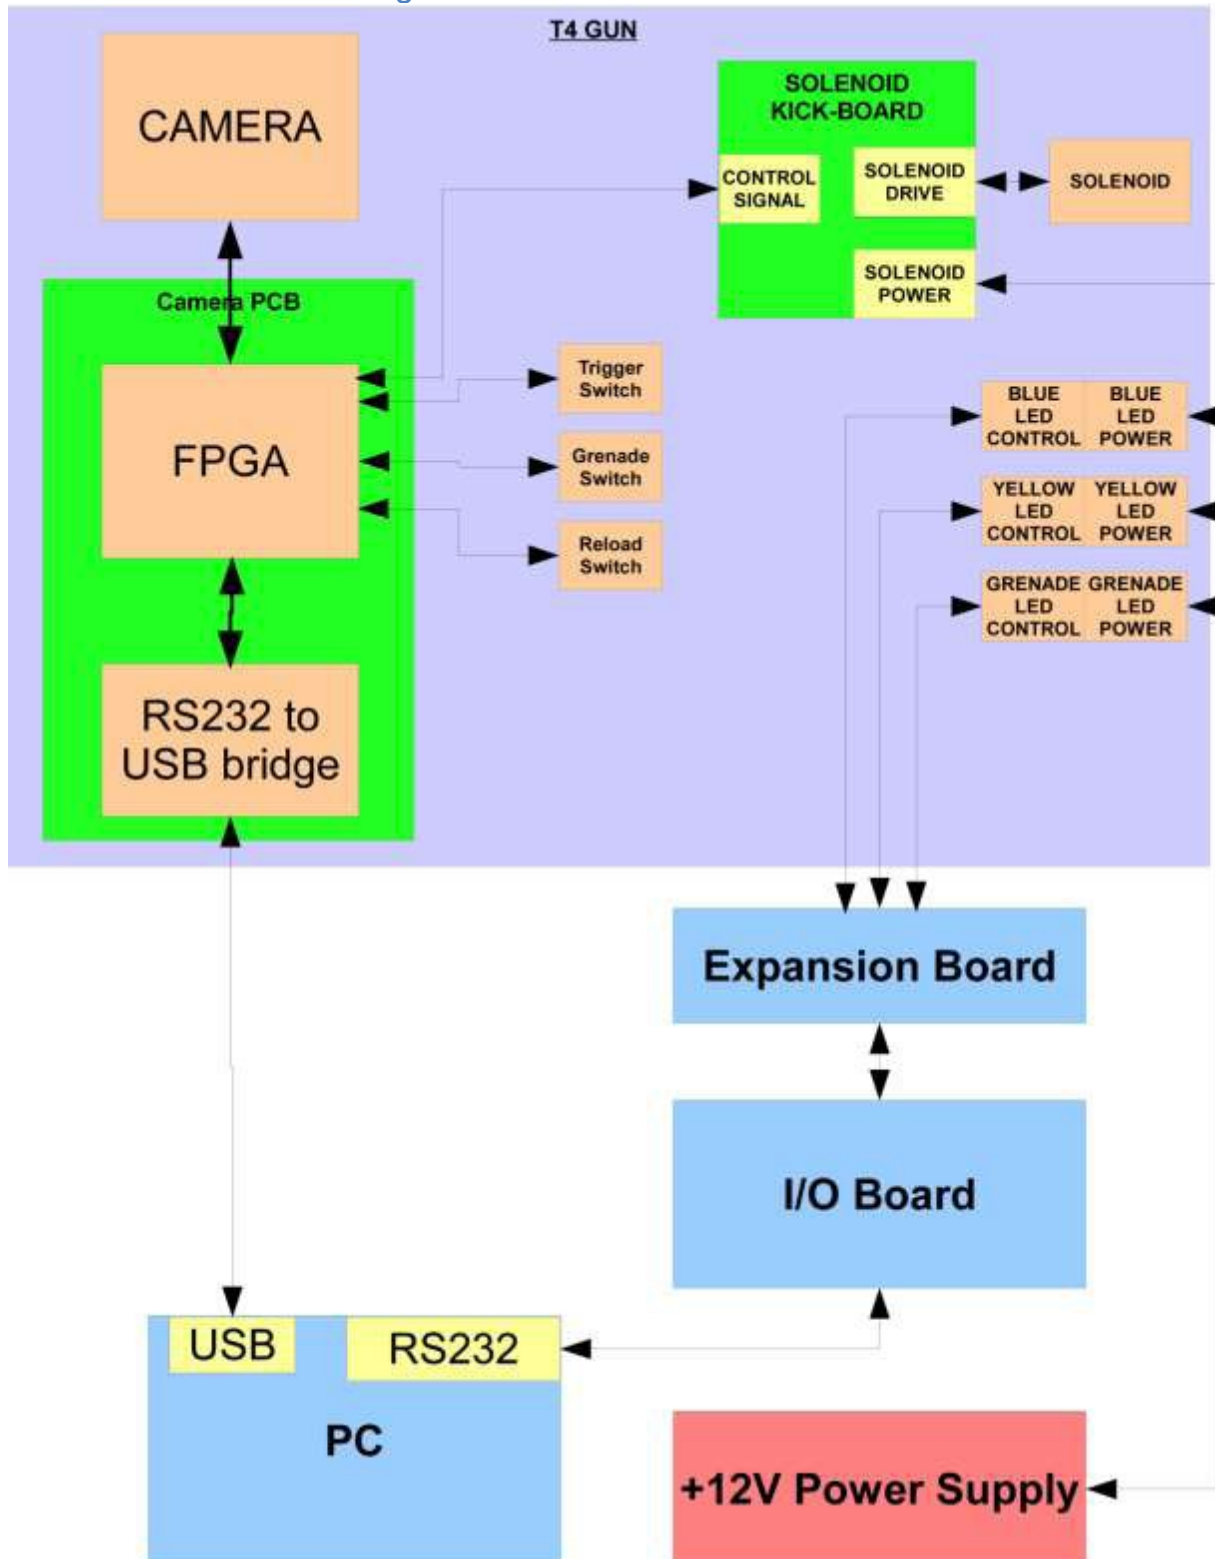 T4 GUN
CAMERA
SOLENOID
KICK-BOARD
CONTROL
SIGNAL
SOLENOID
DRIVE
SOLENOID
SOLENOID
POWER
Camera PCB
FPGA
Trigger
Switch
Grenade
Switch
Reload
Switch
BLUE
LED
CONTROL
BLUE
LED
POWER
YELLOW
LED
CONTROL
YELLOW
LED
POWER
GRENADE
LED
CONTROL
GRENADE
LED
POWER
RS232 to
USB bridge
Expansion Board
I/O Board
USB
RS232
PC
+12V Power Supply